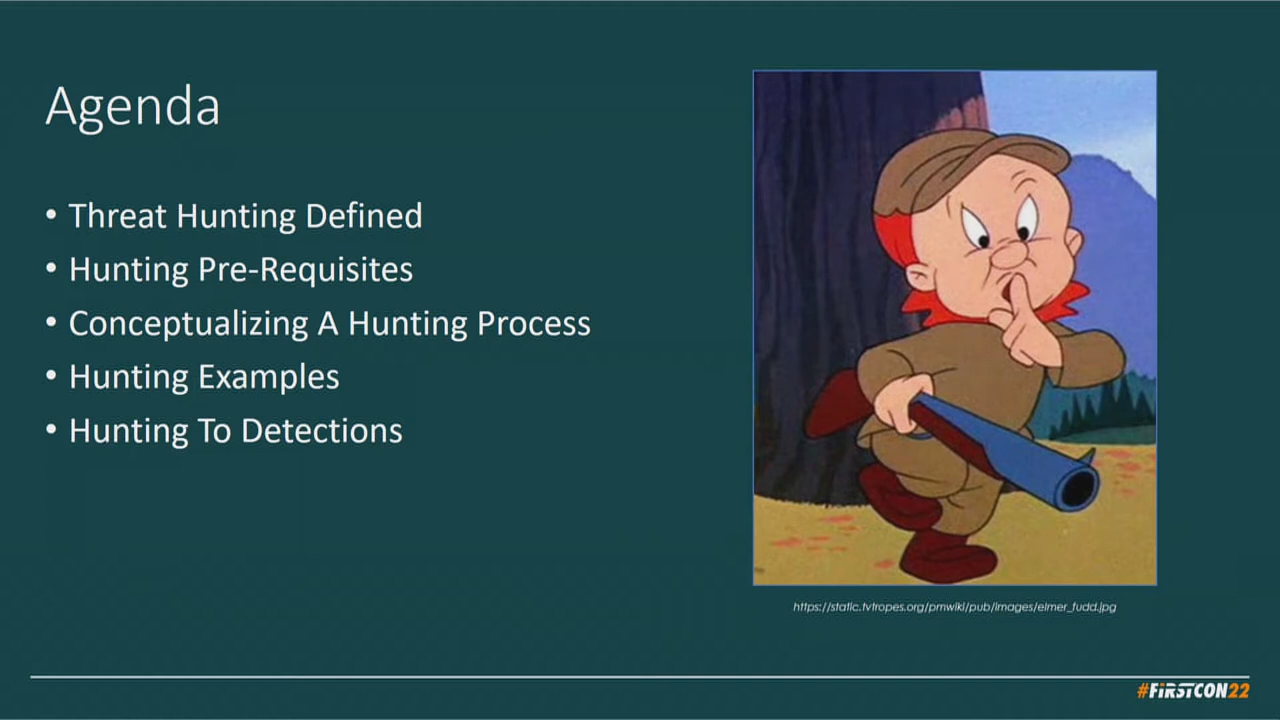 Agenda
• Threat Hunting Defined
• Hunting Pre-Requisites
• Conceptualizing A Hunting Process
• Hunting Examples
• Hunting To Detections
https://static.tvtropes.org/pmwiki/pub/images/elmer_fudd.jpg
#FIRSTCON22